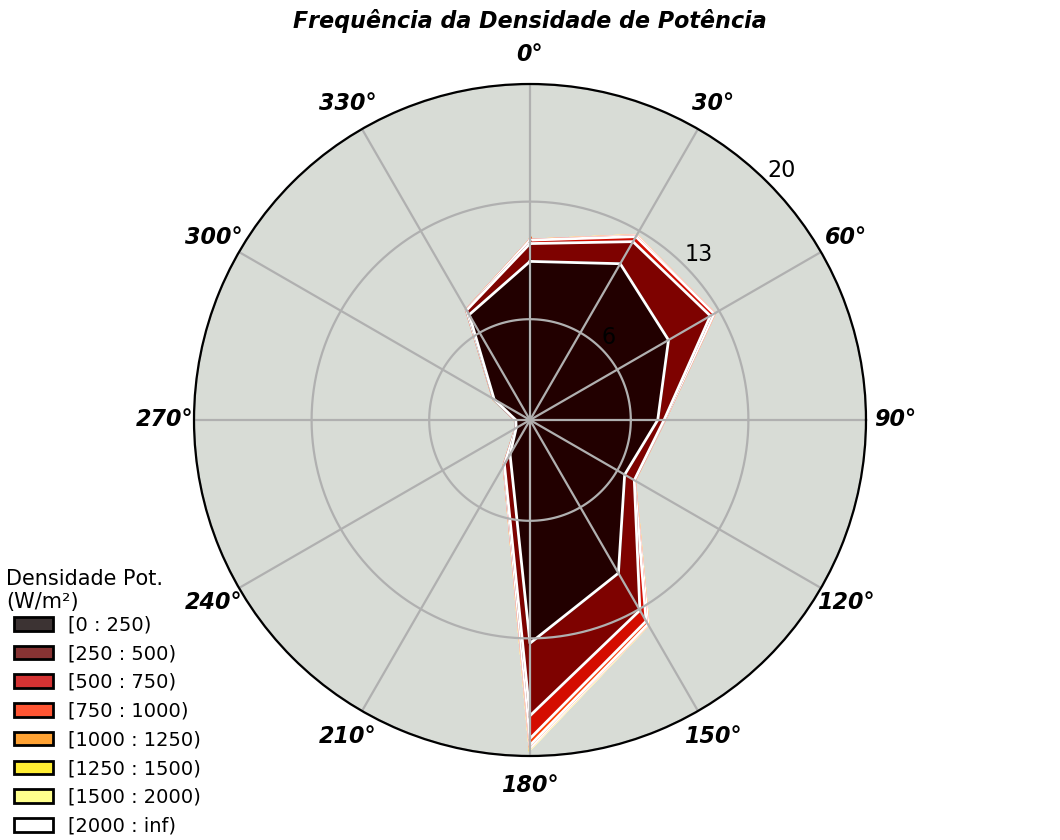 Frequência da Densidade de Potência
0°
30°
60°
90°
120°
150°
180°
210°
240°
270°
300°
330°
6
13
20
Densidade Pot.
(W/m²)
[0 : 250)
[250 : 500)
[500 : 750)
[750 : 1000)
[1000 : 1250)
[1250 : 1500)
[1500 : 2000)
[2000 : inf)